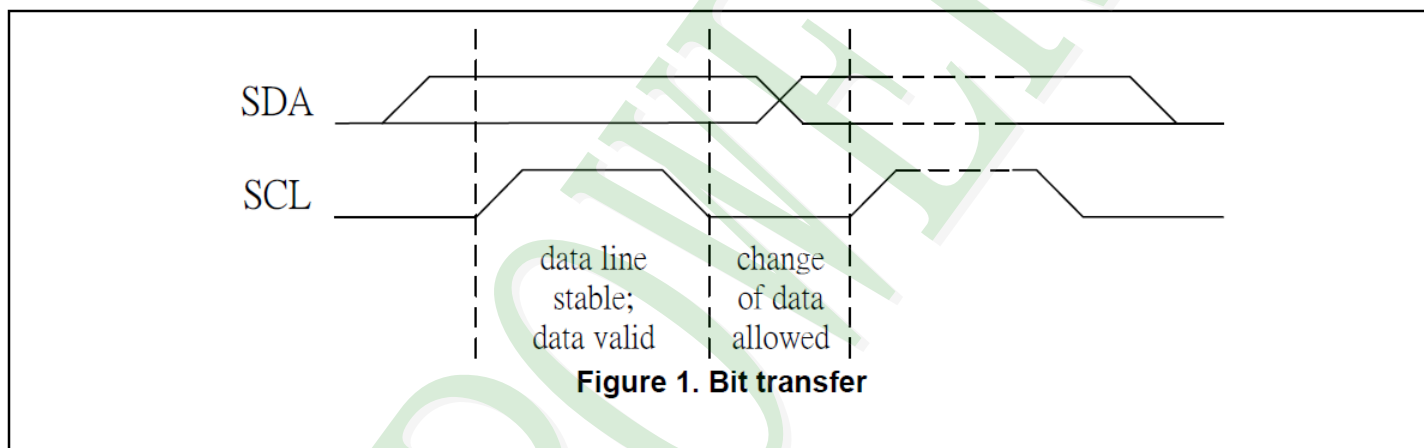 SDA
SCL
data line
stable;
data valid
change
of data
allowed
Figure 1. Bit transfer